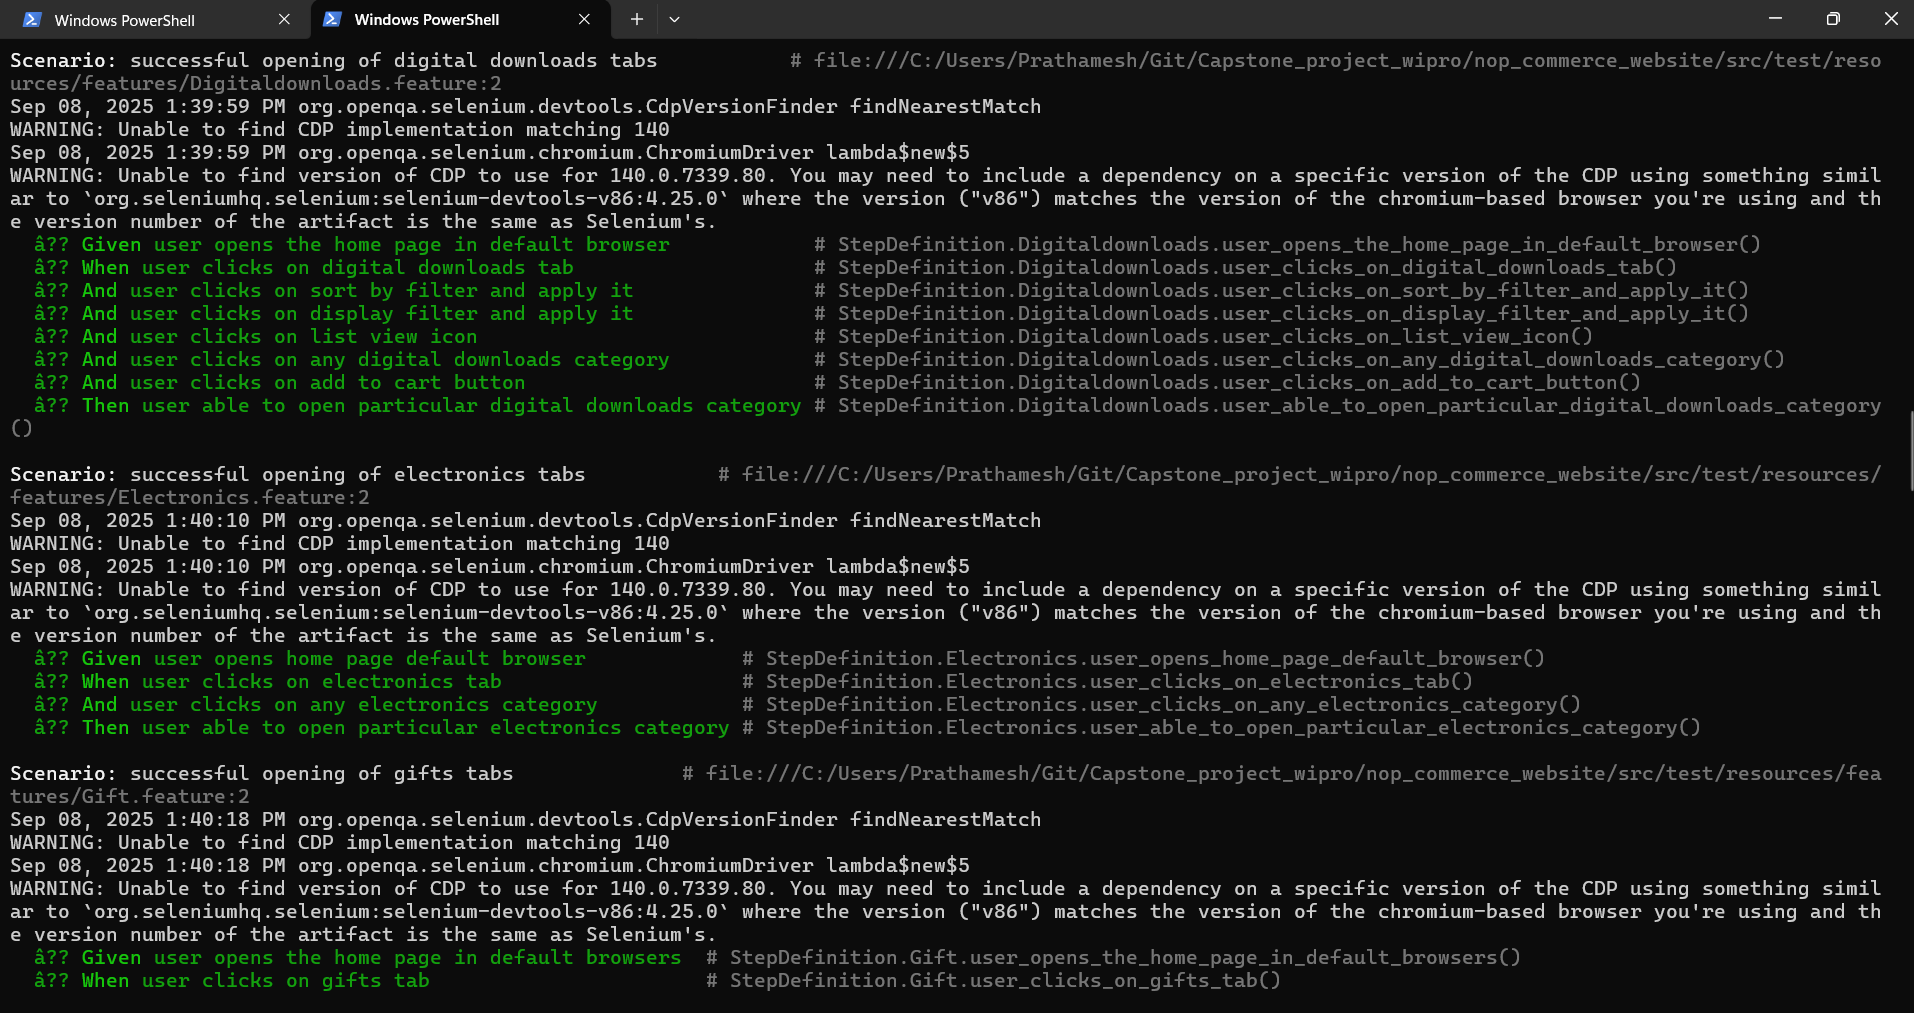 Windows PowerShell
Windows PowerShell
Scenario: successful opening of digital downloads tabs # file:///C:/Users/Prathamesh/Git/Capstone_project_wipro/nop_commerce_website/src/test/reso
urces/features/Digitaldownloads.feature:2
Sep 08, 2025 1:39:59 PM org.openqa.selenium.devtools.CdpVersionFinder findNearestMatch
WARNING: Unable to find CDP implementation matching 140
Sep 08, 2025 1:39:59 PM org.openqa.selenium.chromium.ChromiumDriver lambda$new$5
WARNING: Unable to find version of CDP to use for 140.0.7339.80. You may need to include a dependency on a specific version of the CDP using something simil
ar to `org.seleniumhq.selenium:selenium-devtools-v86:4.25.0` where the version ("v86") matches the version of the chromium-based browser you're using and th
e version number of the artifact is the same as Selenium's.
â?? Given user opens the home page in default browser # StepDefinition.Digitaldownloads.user_opens_the_home_page_in_default_browser()
â?? When user clicks on digital downloads tab # StepDefinition.Digitaldownloads.user_clicks_on_digital_downloads_tab()
â?? And user clicks on sort by filter and apply it # StepDefinition.Digitaldownloads.user_clicks_on_sort_by_filter_and_apply_it()
â?? And user clicks on display filter and apply it # StepDefinition.Digitaldownloads.user_clicks_on_display_filter_and_apply_it()
â?? And user clicks on list view icon # StepDefinition.Digitaldownloads.user_clicks_on_list_view_icon()
â?? And user clicks on any digital downloads category # StepDefinition.Digitaldownloads.user_clicks_on_any_digital_downloads_category()
â?? And user clicks on add to cart button # StepDefinition.Digitaldownloads.user_clicks_on_add_to_cart_button()
â?? Then user able to open particular digital downloads category # StepDefinition.Digitaldownloads.user_able_to_open_particular_digital_downloads_category
()
Scenario: successful opening of electronics tabs # file:///C:/Users/Prathamesh/Git/Capstone_project_wipro/nop_commerce_website/src/test/resources/
features/Electronics.feature:2
Sep 08, 2025 1:40:10 PM org.openqa.selenium.devtools.CdpVersionFinder findNearestMatch
WARNING: Unable to find CDP implementation matching 140
Sep 08, 2025 1:40:10 PM org.openqa.selenium.chromium.ChromiumDriver lambda$new$5
WARNING: Unable to find version of CDP to use for 140.0.7339.80. You may need to include a dependency on a specific version of the CDP using something simil
ar to `org.seleniumhq.selenium:selenium-devtools-v86:4.25.0` where the version ("v86") matches the version of the chromium-based browser you're using and th
e version number of the artifact is the same as Selenium's.
â?? Given user opens home page default browser # StepDefinition.Electronics.user_opens_home_page_default_browser()
â?? When user clicks on electronics tab # StepDefinition.Electronics.user_clicks_on_electronics_tab()
â?? And user clicks on any electronics category # StepDefinition.Electronics.user_clicks_on_any_electronics_category()
â?? Then user able to open particular electronics category # StepDefinition.Electronics.user_able_to_open_particular_electronics_category()
Scenario: successful opening of gifts tabs # file:///C:/Users/Prathamesh/Git/Capstone_project_wipro/nop_commerce_website/src/test/resources/fea
tures/Gift.feature:2
Sep 08, 2025 1:40:18 PM org.openqa.selenium.devtools.CdpVersionFinder findNearestMatch
WARNING: Unable to find CDP implementation matching 140
Sep 08, 2025 1:40:18 PM org.openqa.selenium.chromium.ChromiumDriver lambda$new$5
WARNING: Unable to find version of CDP to use for 140.0.7339.80. You may need to include a dependency on a specific version of the CDP using something simil
ar to `org.seleniumhq.selenium:selenium-devtools-v86:4.25.0` where the version ("v86") matches the version of the chromium-based browser you're using and th
e version number of the artifact is the same as Selenium's.
â?? Given user opens the home page in default browsers # StepDefinition.Gift.user_opens_the_home_page_in_default_browsers()
â?? When user clicks on gifts tab # StepDefinition.Gift.user_clicks_on_gifts_tab()